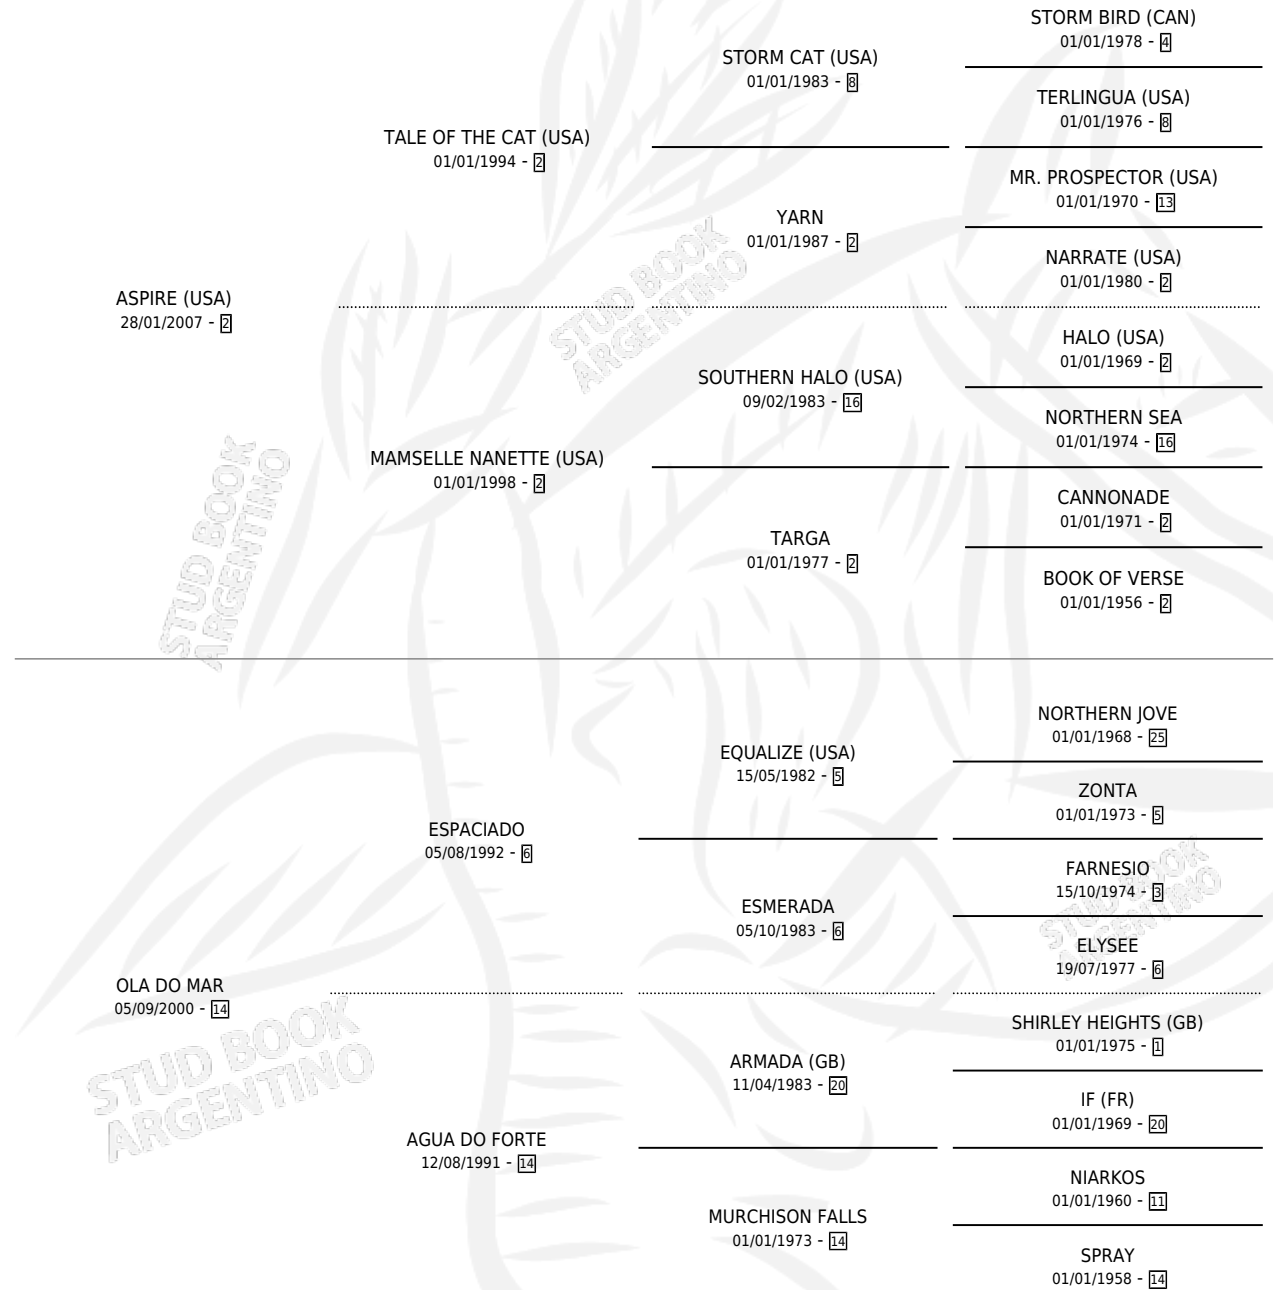 STORM BIRD (CAN)
01/01/1978 - 4
STORM CAT (USA)
01/01/1983 - 8
TERLINGUA (USA)
01/01/1976 - 8
TALE OF THE CAT (USA)
01/01/1994 - 2
MR. PROSPECTOR (USA)
01/01/1970 - 13
YARN
01/01/1987 - 2
NARRATE (USA)
01/01/1980 - 2
ASPIRE (USA)
28/01/2007 - 2
STUD BOOK
ARGENTINO
HALO (USA)
01/01/1969 - 2
SOUTHERN HALO (USA)
09/02/1983 - 16
NORTHERN SEA
01/01/1974 - 16
MAMSELLE NANETTE (USA)
01/01/1998 - 2
CANNONADE
01/01/1971 - 2
TARGA
01/01/1977 - 2
BOOK OF VERSE
01/01/1956 - 2
STUD BOOK
ARGENTINO
NORTHERN JOVE
01/01/1968 - 25
EQUALIZE (USA)
15/05/1982 - 5
ZONTA
01/01/1973 - 5
ESPACIADO
05/08/1992 - 6
FARNESIO
15/10/1974 - 3
ESMERADA
05/10/1983 - 6
ELYSEE
19/07/1977 - 6
STUD BOOK
ARGENTINO
OLA DO MAR
05/09/2000 - 14
SHIRLEY HEIGHTS (GB)
01/01/1975 - 1
ARMADA (GB)
11/04/1983 - 20
IF (FR)
01/01/1969 - 20
STUD BOOK
ARGENTINO
AGUA DO FORTE
12/08/1991 - 14
NIARKOS
01/01/1960 - 11
MURCHISON FALLS
01/01/1973 - 14
SPRAY
01/01/1958 - 14